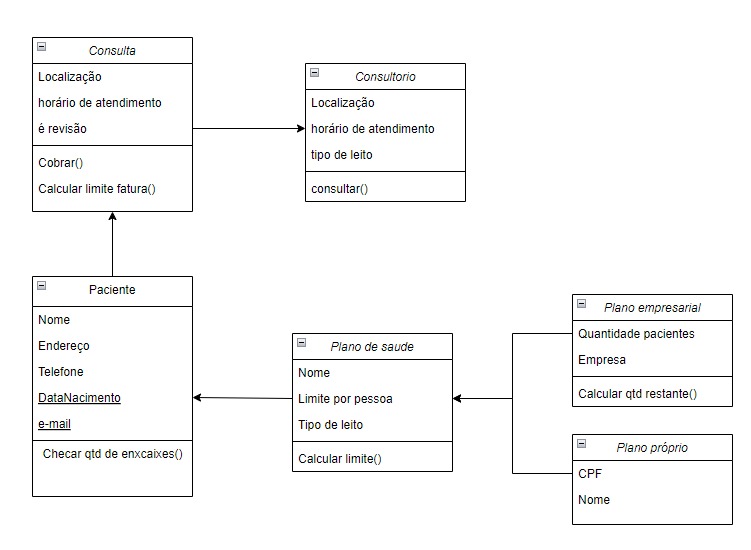 Consulta
Localização
horário de atendimento
é revisão
Cobrar()
Calcular limite fatura()
Consultorio
Localização
horário de atendimento
tipo de leito
consultar()
Paciente
Nome
Endereço
Telefone
DataNacimento
e-mail
Checar qtd de enxcaixes()
Plano de saude
Nome
Limite por pessoa
Tipo de leito
Calcular limite()
Plano empresarial
Quantidade pacientes
Empresa
Calcular qtd restante()
Plano próprio
CPF
Nome